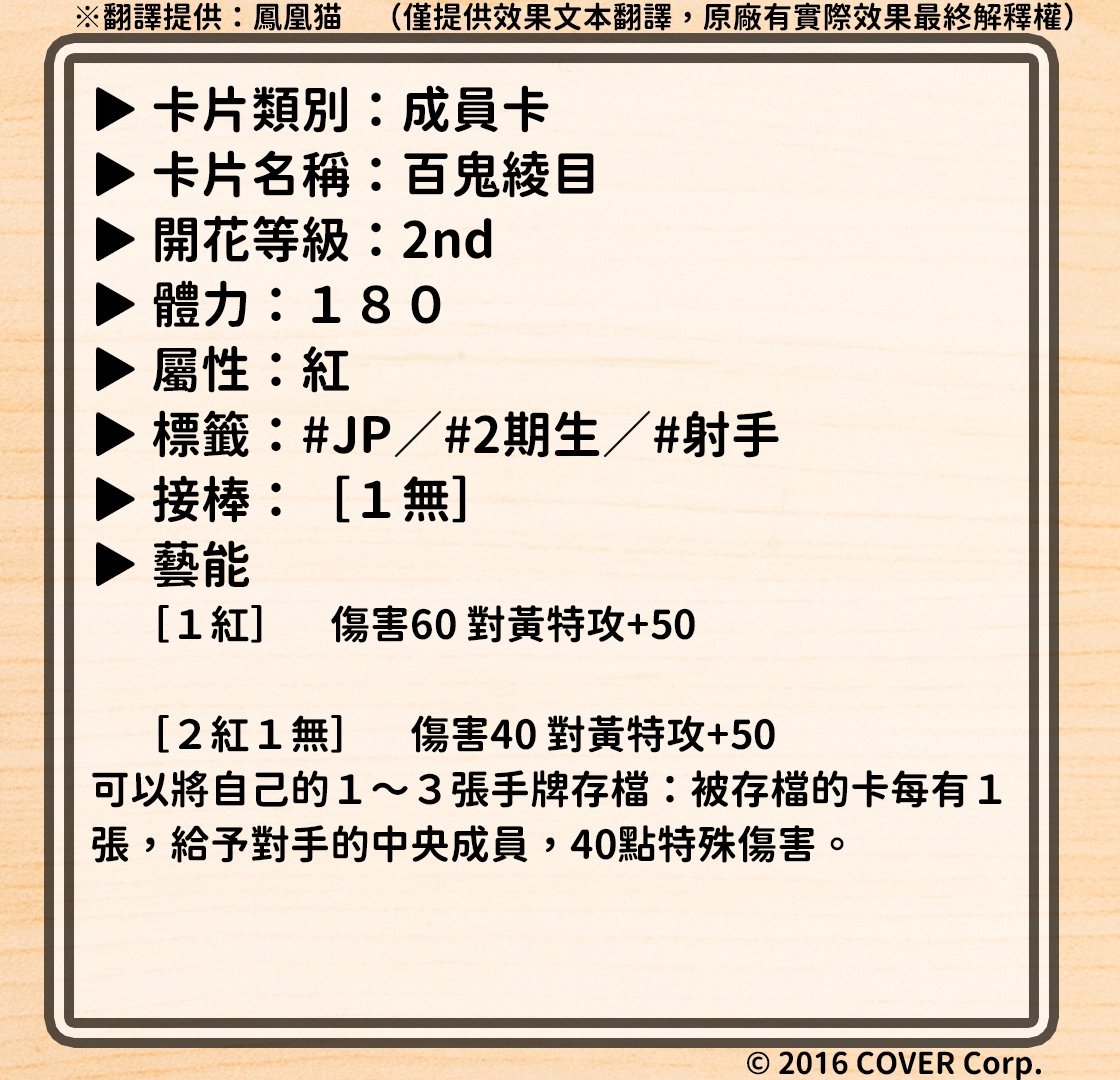 ※翻譯提供：鳳凰猫　（僅提供效果文本翻譯，原廠有實際效果最終解釋權）
▶ 卡片類別：成員卡
▶ 卡片名稱：百鬼綾目
▶ 開花等級：2nd
▶ 體力：１８０
▶ 屬性：紅
▶ 標籤：#JP／#2期生／#射手
▶ 接棒：［１無］
▶ 藝能
［１紅］　傷害60 對黃特攻+50
［２紅１無］　傷害40 對黃特攻+50
可以將自己的１～３張手牌存檔：被存檔的卡每有１
張，給予對手的中央成員，40點特殊傷害。
© 2016 COVER Corp.